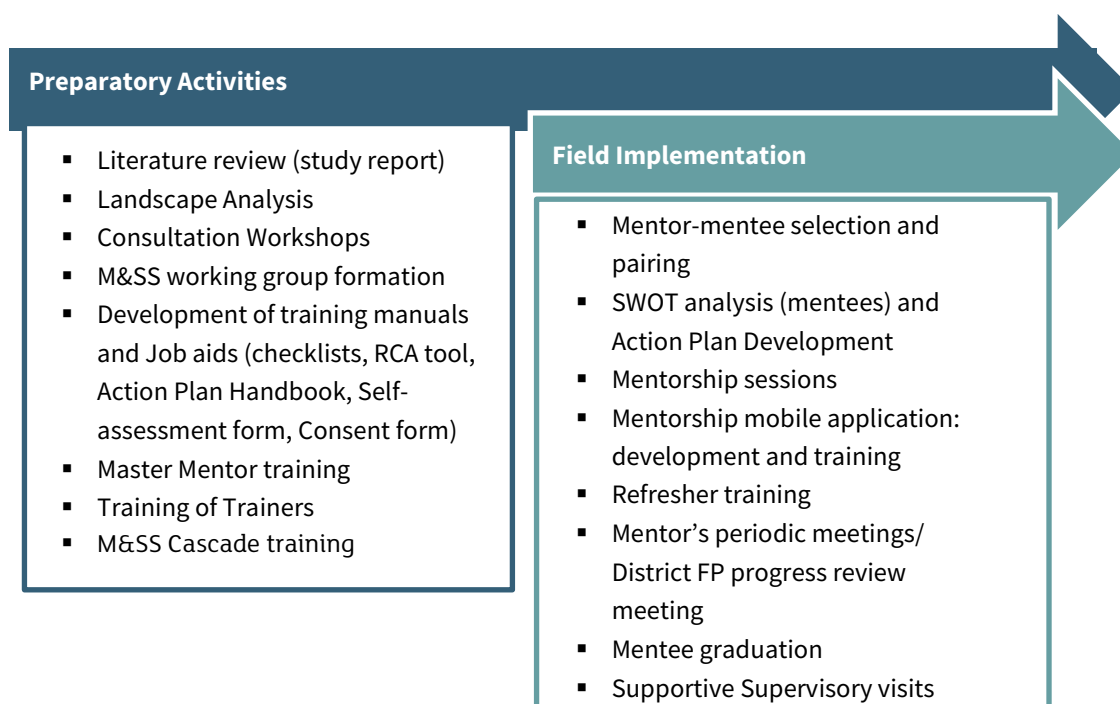 Preparatory Activities
▪ Literature review (study report)
▪ Landscape Analysis
▪ Consultation Workshops
▪ M&SS working group formation
▪ Development of training manuals
and Job aids (checklists, RCA tool,
Action Plan Handbook, Self-
assessment form, Consent form)
▪ Master Mentor training
▪ Training of Trainers
▪ M&SS Cascade training
Field Implementation
▪ Mentor-mentee selection and
pairing
▪ SWOT analysis (mentees) and
Action Plan Development
▪ Mentorship sessions
▪ Mentorship mobile application:
development and training
▪ Refresher training
▪ Mentor’s periodic meetings/
District FP progress review
meeting
▪ Mentee graduation
▪ Supportive Supervisory visits